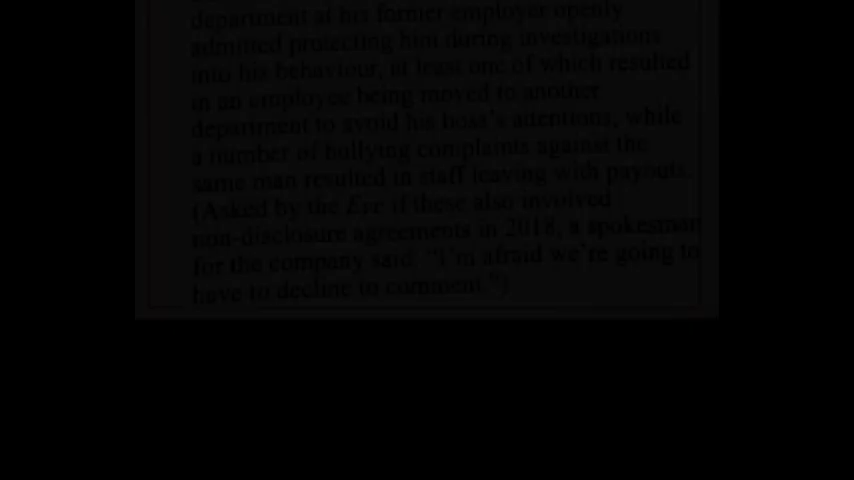 department at his former employer openly
admitted protecting him during investigations
into his behaviour, at least one of which resulted
in an employee being moved to another
department to avoid his boss's attentions, while
a number of bullying complaints against the
same man resulted in staff leaving with payouts.
(Asked by the Eye if these also involved
non-disclosure agreements in 2018, a spokesman
for the company said: "I'm afraid we're going to
have to decline to comment.")